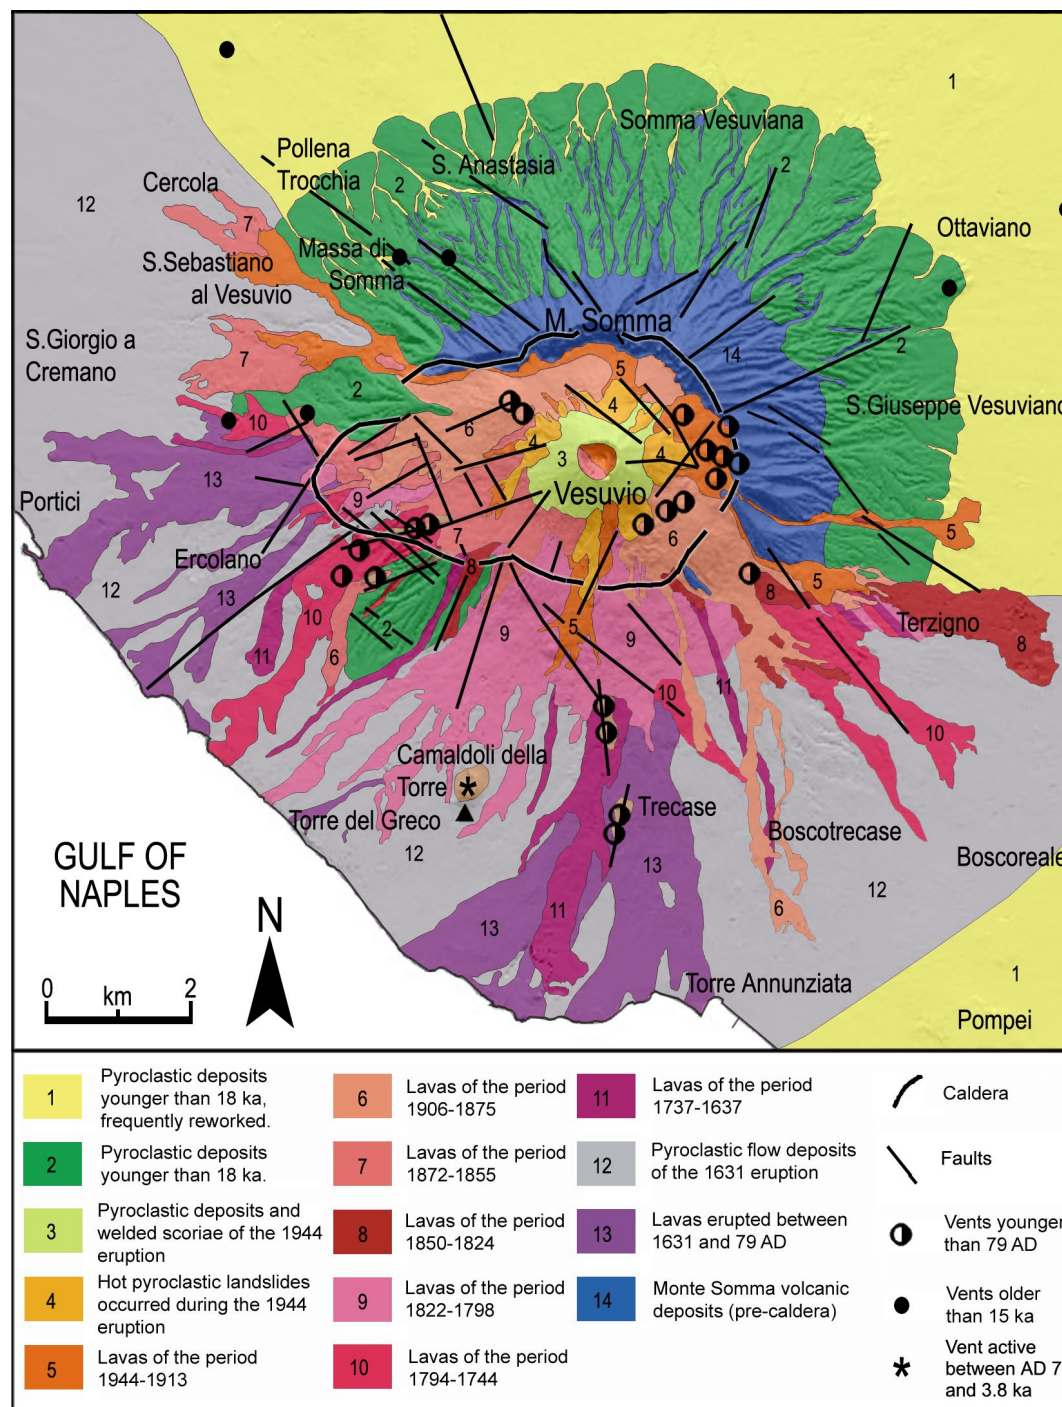 1
Somma Vesuviana
Pollena
Trocchia
S. Anastasia
2
2
Cercola
12
7
Ottaviano
S.Sebastiano
al Vesuvio
Massa di
Somma
M. Somma
S.Giorgio a
Cremano
7
2
5
14
2
4
S.Giuseppe Vesuviano
10
6
4
4
3
13
9
Vesuvio
Portici
7
6
5
Ercolano
8
5
8
12
13
10
11
6
2
9
5
9
11
10
Terzigno
8
10
Camaldoli della
Torre
Trecase
Torre del Greco
12
Boscotrecase
Boscoreale
13
12
GULF OF
NAPLES
N
11
6
13
0 2
km
Torre Annunziata
1
Pompei
1
Pyroclastic deposits
younger than 18 ka,
frequently reworked.
2
Pyroclastic deposits
younger than 18 ka.
3
Pyroclastic deposits and
welded scoriae of the 1944
eruption
4
Hot pyroclastic landslides
occurred during the 1944
eruption
5
Lavas of the period
1944-1913
6
Lavas of the period
1906-1875
7
Lavas of the period
1872-1855
8
Lavas of the period
1850-1824
9
Lavas of the period
1822-1798
10
Lavas of the period
1794-1744
11
Lavas of the period
1737-1637
12
Pyroclastic flow deposits
of the 1631 eruption
13
Lavas erupted between
1631 and 79 AD
14
Monte Somma volcanic
deposits (pre-caldera)
Caldera
Faults
Vents younger
than 79 AD
Vents older
than 15 ka
Vent active
between AD 7
and 3.8 ka